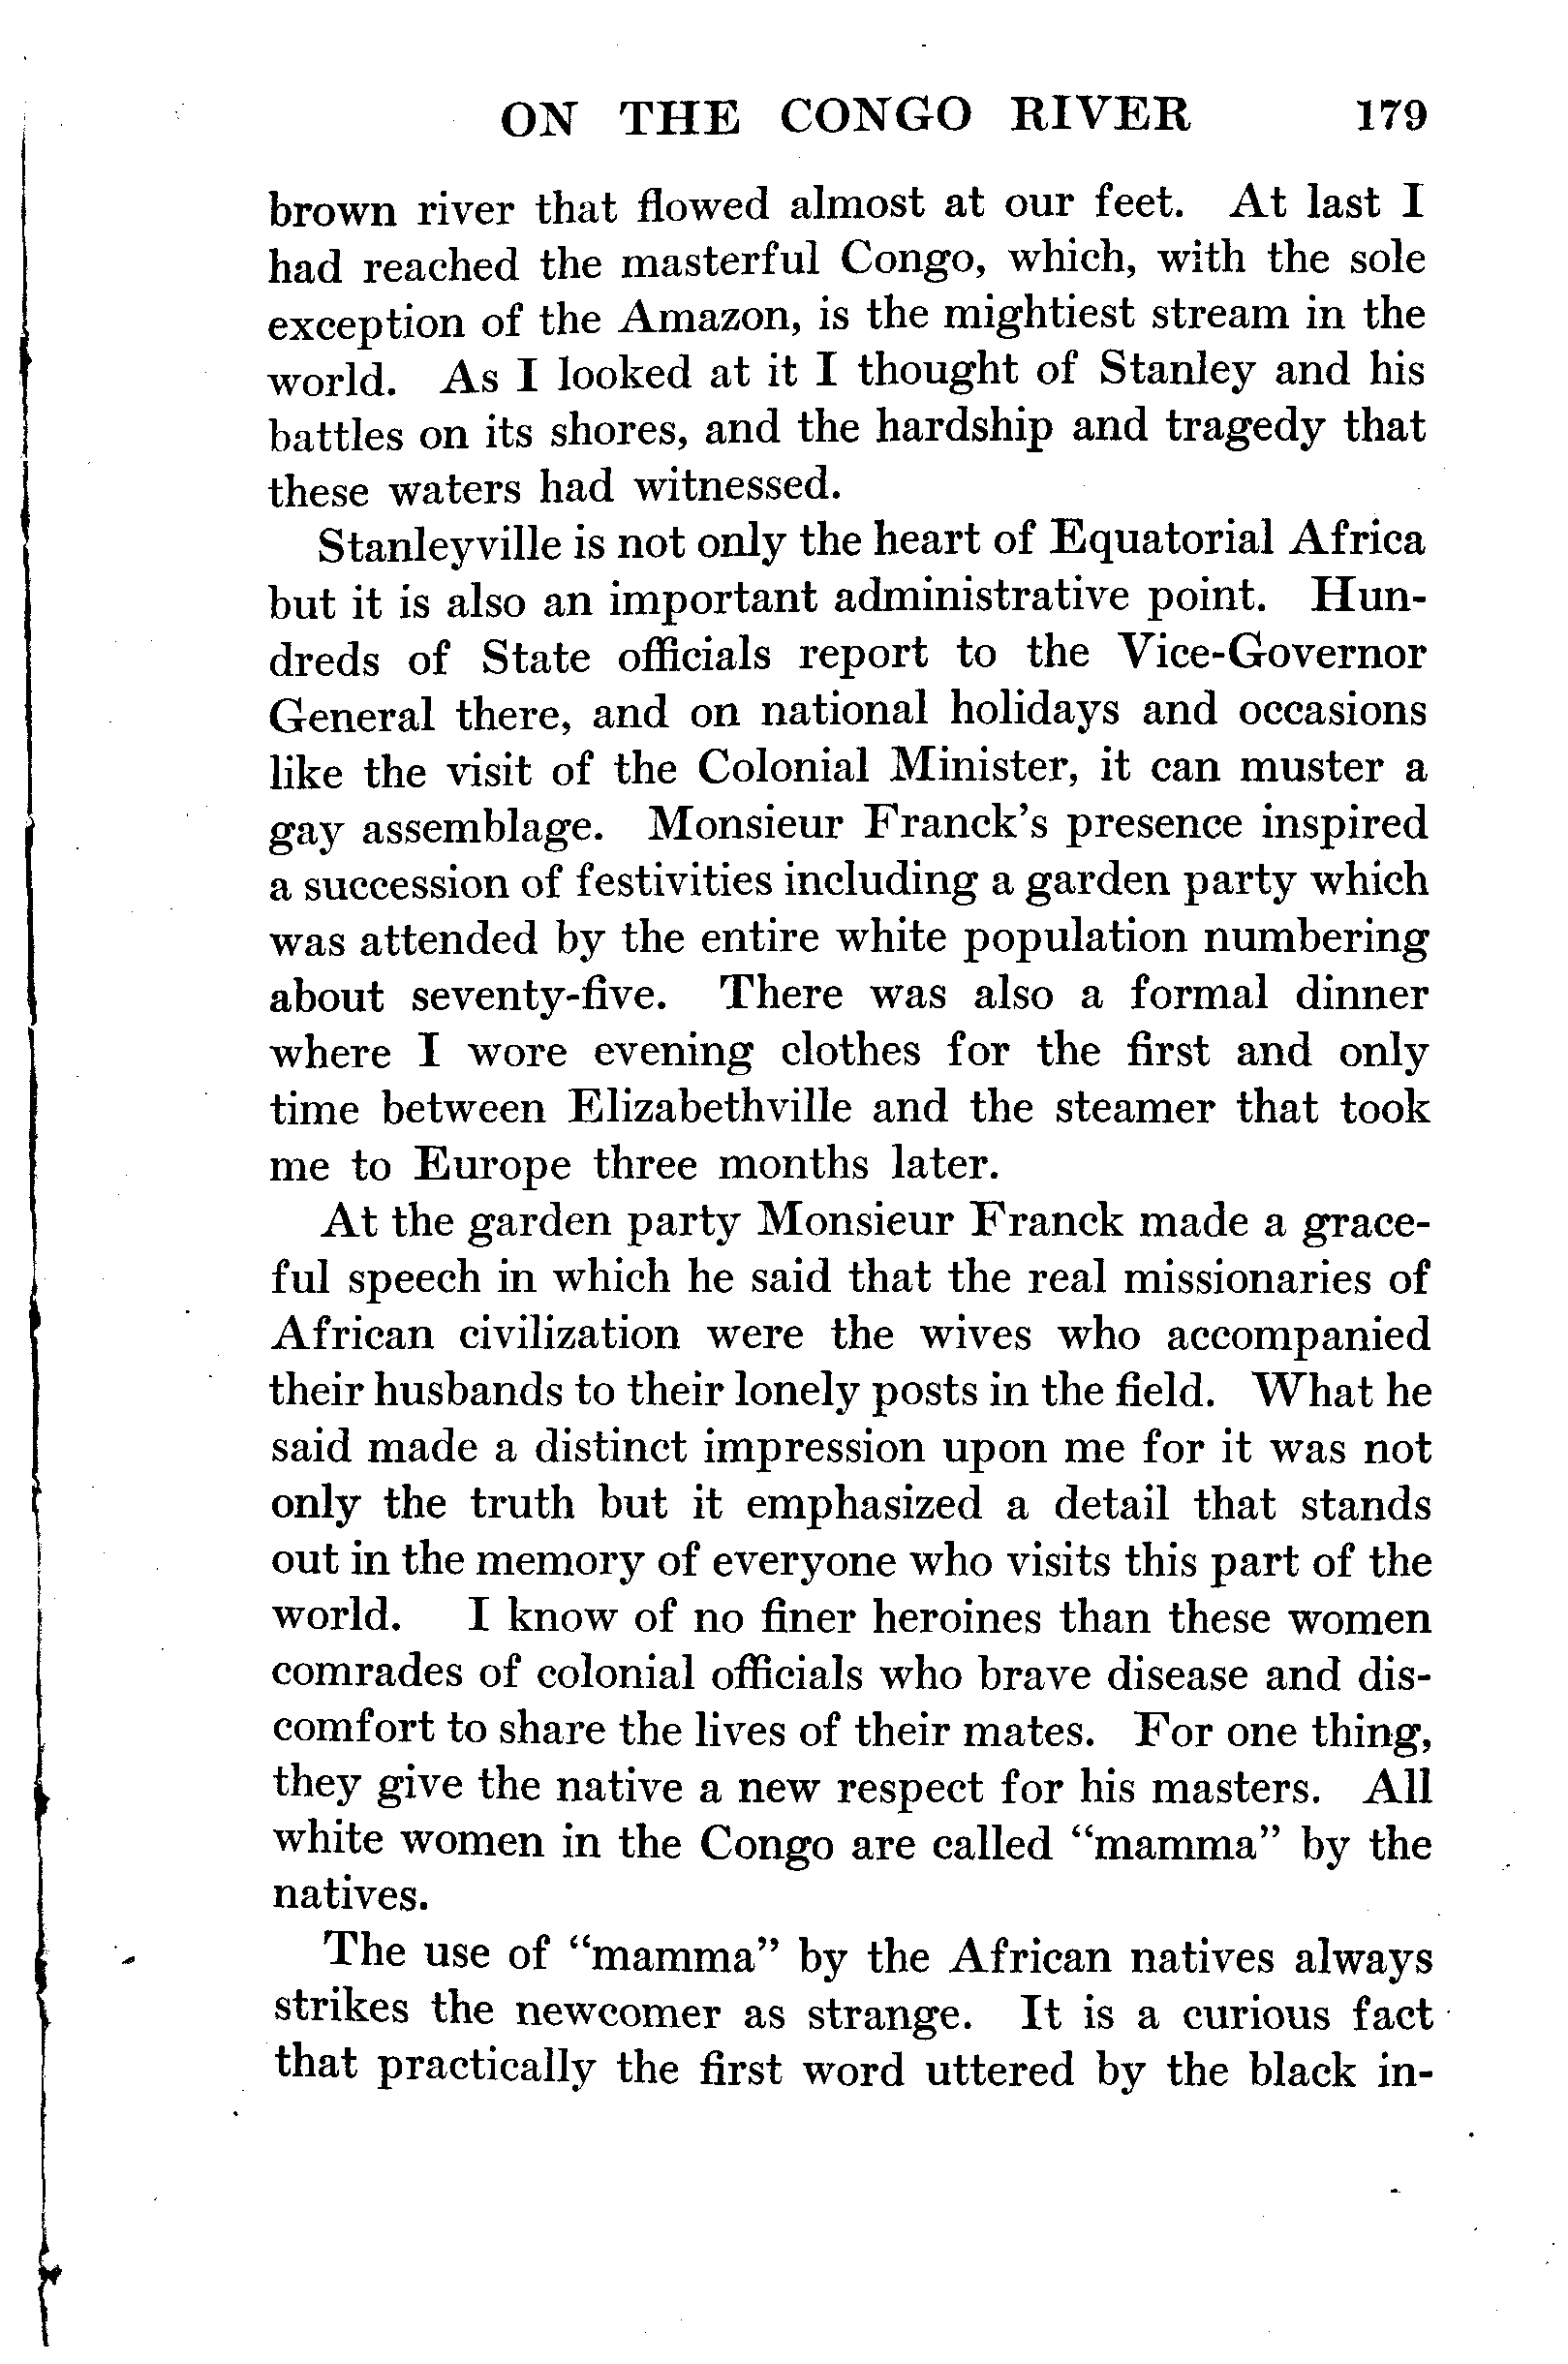 ON THE CONGO RIVER 179
brown river that flowed almost at our feet. At last I
had reached the masterful Congo, which, with the sole
exception of the Amazon, is the mightiest stream in the
world. As I looked at it I thought of Stanley and his
battles on its shores, and the hardship and tragedy that
these waters had witnessed.
Stanleyville is not only the heart of Equatorial Africa
but it is also an important administrative point. Hun-
dreds of State officials report to the Vice-Governor
General there, and on national holidays and occasions
like the visit of the Colonial Minister, it can muster a
gay assemblage. Monsieur Franck's presence inspired
a succession of festivities including a garden party which
was attended by the entire white population numbering
about seventy-five. There was also a formal dinner
where I wore evening clothes for the first and only
time between Elizabethville and the steamer that took
me to Europe three months later.
At the garden party Monsieur Franck made a grace-
ful speech in which he said that the real missionaries of
African civilization were the wives who accompanied
their husbands to their lonely posts in the field. What he
said made a distinct impression upon me for it was not
only the truth but it emphasized a detail that stands
out in the memory of everyone who visits this part of the
world. I know of no finer heroines than these women
comrades of colonial officials who brave disease and dis-
comfort to share the lives of their mates. For one thing,
they give the native a new respect for his masters. All
white women in the Congo are called "mamma" by the
natives.
The use of "mamma" by the African natives always
strikes the newcomer as strange. It is a curious fact
that practically the first word uttered by the black in-